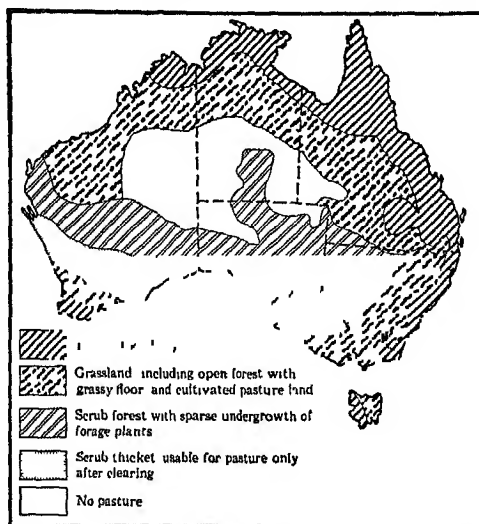 Grassland including open forest with
grassy floor and cultivated pasture land
Scrub forest with sparse undergrowth of
forage plants
Scrub thicket usable for pasture only
after clearing
No pasture